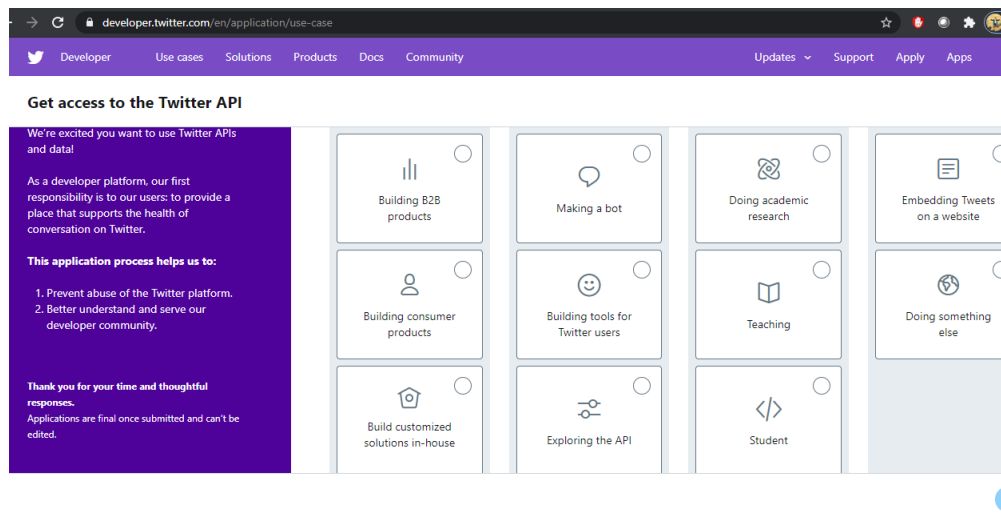 developer.twitter.com/en/application/use-case
Developer Use cases Solutions Products Docs Community Updates Support Apply Apps
Get access to the Twitter API
We're excited you want to use Twitter APIs
and data!
As a developer platform, our first
responsibility is to our users: to provide a
place that supports the health of
conversation on Twitter.
This application process helps us to:
1. Prevent abuse of the Twitter platform.
2. Better understand and serve our
developer community.
Thank you for your time and thoughtful
responses.
Applications are final once submitted and can't be
edited.
Building B2B
products
Making a bot
Doing academic
research
Embedding Tweets
on a website
Building consumer
products
Building tools for
Twitter users
Teaching
Doing something
else
Build customized
solutions in-house
Exploring the API
Student